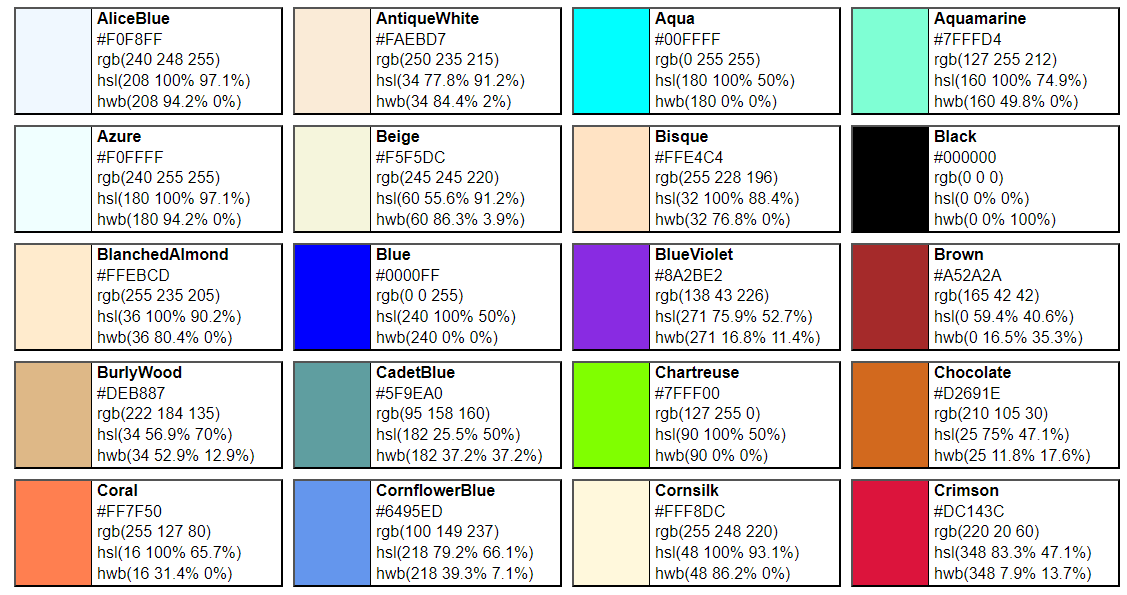 AliceBlue
#F0F8FF
rgb(240 248 255)
hsl(208 100% 97.1%)
hwb(208 94.2% 0%)
AntiqueWhite
#FAEBD7
rgb(250 235 215)
hsl(34 77.8% 91.2%)
hwb(34 84.4% 2%)
Aqua
#00FFFF
rgb(0 255 255)
hsl(180 100% 50%)
hwb(180 0% 0%)
Aquamarine
#7FFFD4
rgb(127 255 212)
hsl(160 100% 74.9%)
hwb(160 49.8% 0%)
Azure
#F0FFFF
rgb(240 255 255)
hsl(180 100% 97.1%)
hwb(180 94.2% 0%)
Beige
#F5F5DC
rgb(245 245 220)
hsl(60 55.6% 91.2%)
hwb(60 86.3% 3.9%)
Bisque
#FFE4C4
rgb(255 228 196)
hsl(32 100% 88.4%)
hwb(32 76.8% 0%)
Black
#000000
rgb(0 0 0)
hsl(0 0% 0%)
hwb(0 0% 100%)
BlanchedAlmond
#FFEBCD
rgb(255 235 205)
hsl(36 100% 90.2%)
hwb(36 80.4% 0%)
Blue
#0000FF
rgb(0 0 255)
hsl(240 100% 50%)
hwb(240 0% 0%)
BlueViolet
#8A2BE2
rgb(138 43 226)
hsl(271 75.9% 52.7%)
hwb(271 16.8% 11.4%)
Brown
#A52A2A
rgb(165 42 42)
hsl(0 59.4% 40.6%)
hwb(0 16.5% 35.3%)
BurlyWood
#DEB887
rgb(222 184 135)
hsl(34 56.9% 70%)
hwb(34 52.9% 12.9%)
CadetBlue
#5F9EA0
rgb(95 158 160)
hsl(182 25.5% 50%)
hwb(182 37.2% 37.2%)
Chartreuse
#7FFF00
rgb(127 255 0)
hsl(90 100% 50%)
hwb(90 0% 0%)
Chocolate
#D2691E
rgb(210 105 30)
hsl(25 75% 47.1%)
hwb(25 11.8% 17.6%)
Coral
#FF7F50
rgb(255 127 80)
hsl(16 100% 65.7%)
hwb(16 31.4% 0%)
CornflowerBlue
#6495ED
rgb(100 149 237)
hsl(218 79.2% 66.1%)
hwb(218 39.3% 7.1%)
Cornsilk
#FFF8DC
rgb(255 248 220)
hsl(48 100% 93.1%)
hwb(48 86.2% 0%)
Crimson
#DC143C
rgb(220 20 60)
hsl(348 83.3% 47.1%)
hwb(348 7.9% 13.7%)